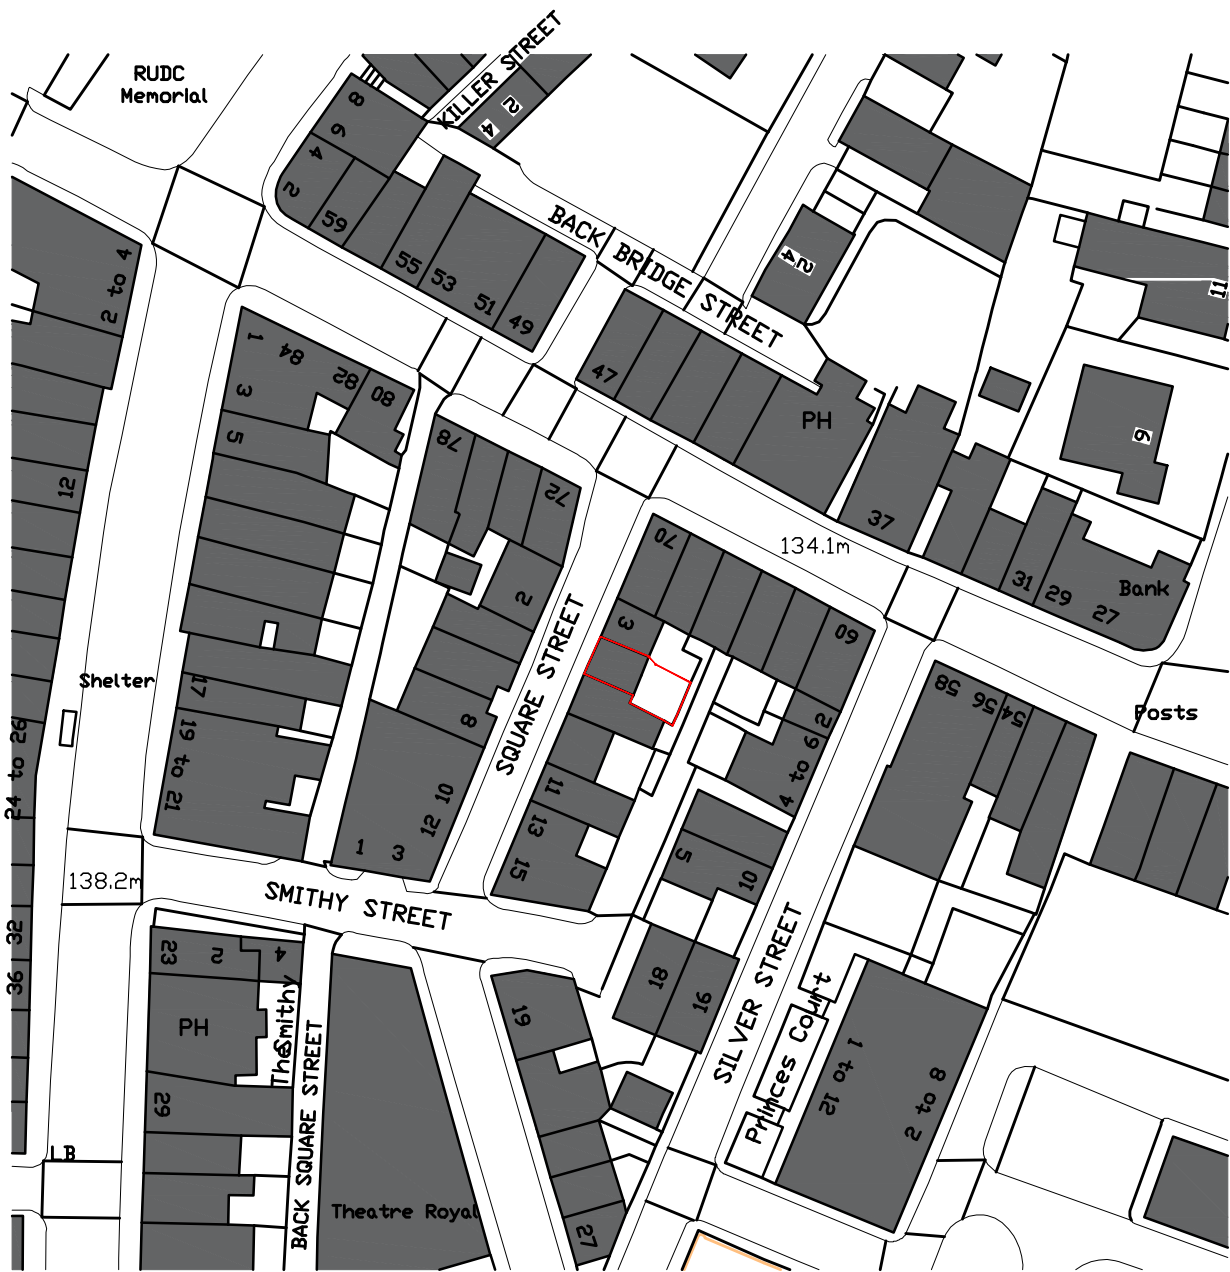 RUDC
Memorial
KILLER STREET
2
4
8
6
4
2
59
55
53
51
49
BACK BRIDGE STREET
24
11
9
2 to 4
1
84
82
80
3
5
78
72
47
PH
37
134.1m
31
29
27
Bank
12
70
60
3
2
2
4 to 6
Shelter
17
19 to 21
8
10
12
1
3
SQUARE STREET
11
13
15
58
56
54
Posts
24 to 26
138.2m
SMITHY STREET
5
10
32
36
23
2
4
PH
The Smithy
BACK SQUARE STREET
29
LB
Theatre Royal
19
27
18
16
SILVER STREET
Princes Court
1 to 12
2 to 8